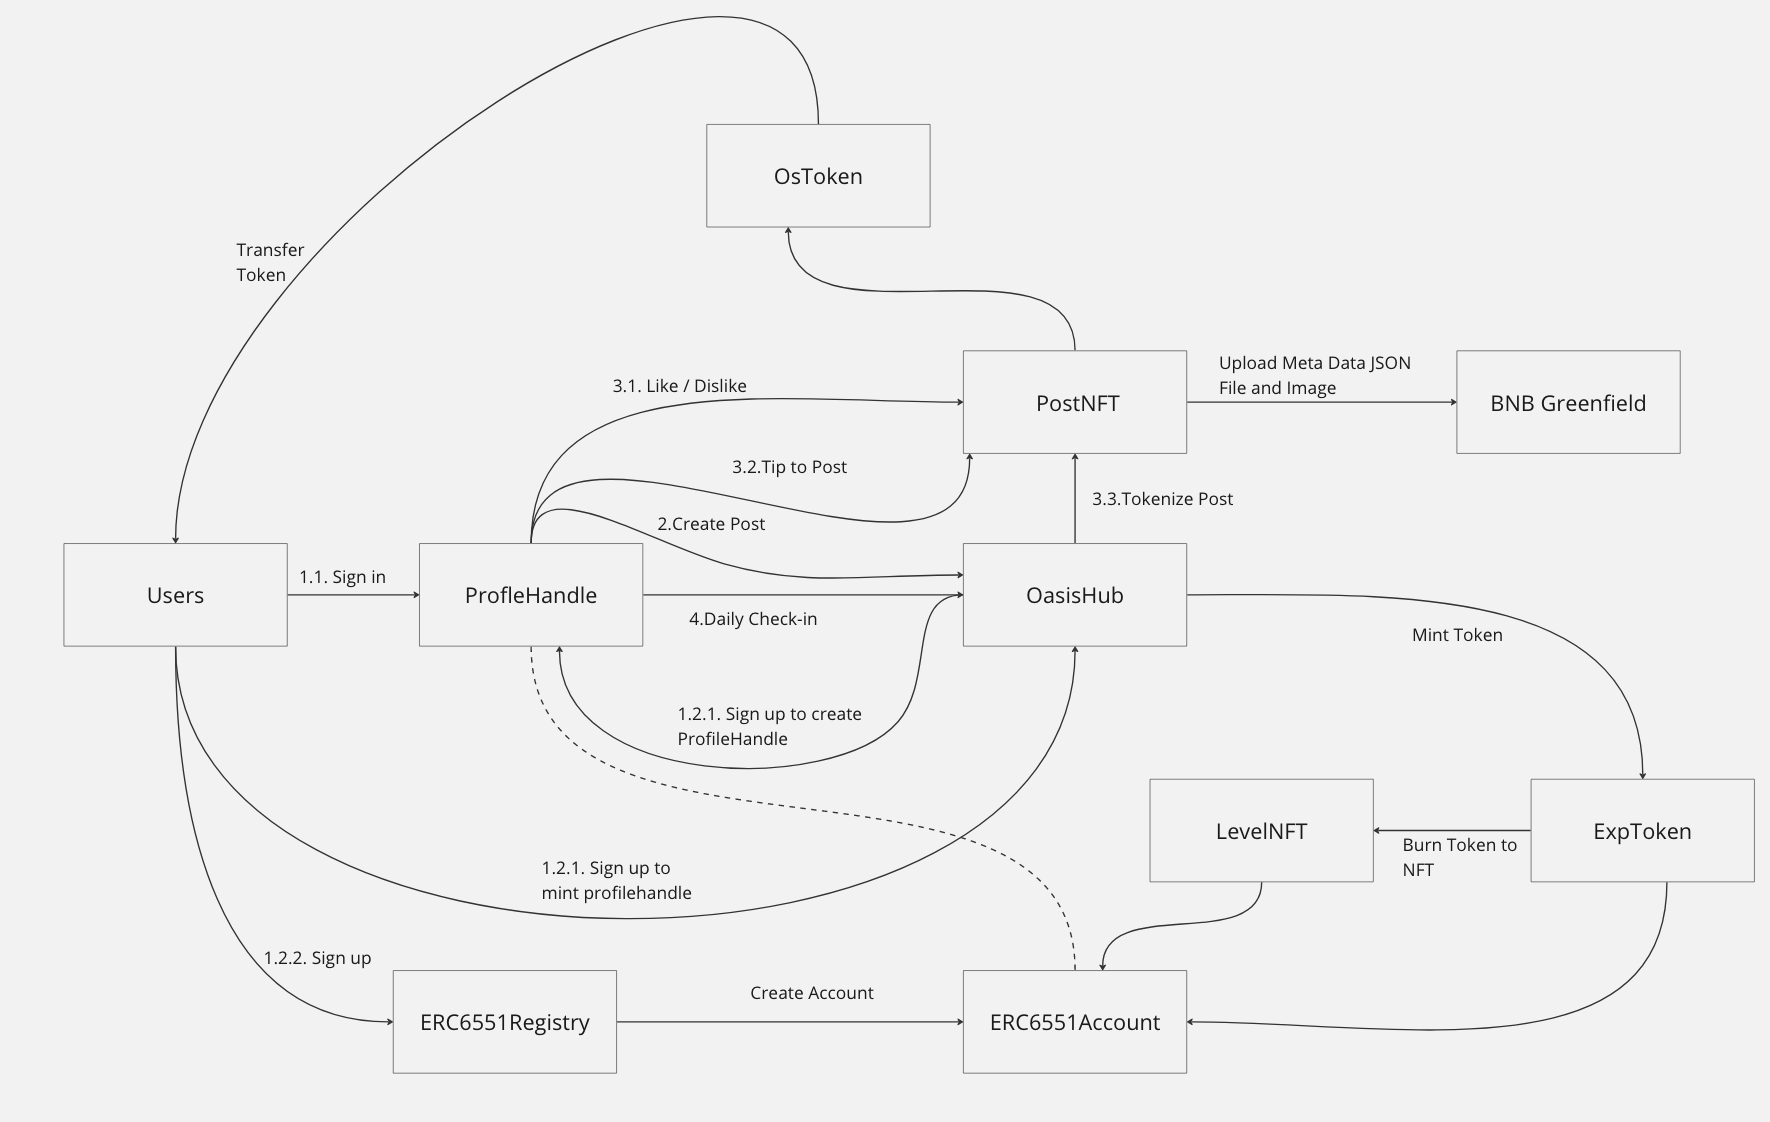 OsToken
Transfer
Token
Upload Meta Data JSON
File and Image
3.1. Like / Dislike
PostNFT
BNB Greenfield
3.2.Tip to Post
3.3.Tokenize Post
2.Create Post
1.1. Sign in
Users
ProfleHandle
OasisHub
4.Daily Check-in
Mint Token
1.2.1. Sign up to create
ProfileHandle
LevelNFT
ExpToken
Burn Token to
NFT
1.2.1. Sign up to
mint profilehandle
1.2.2. Sign up
Create Account
ERC6551Registry
ERC6551Account